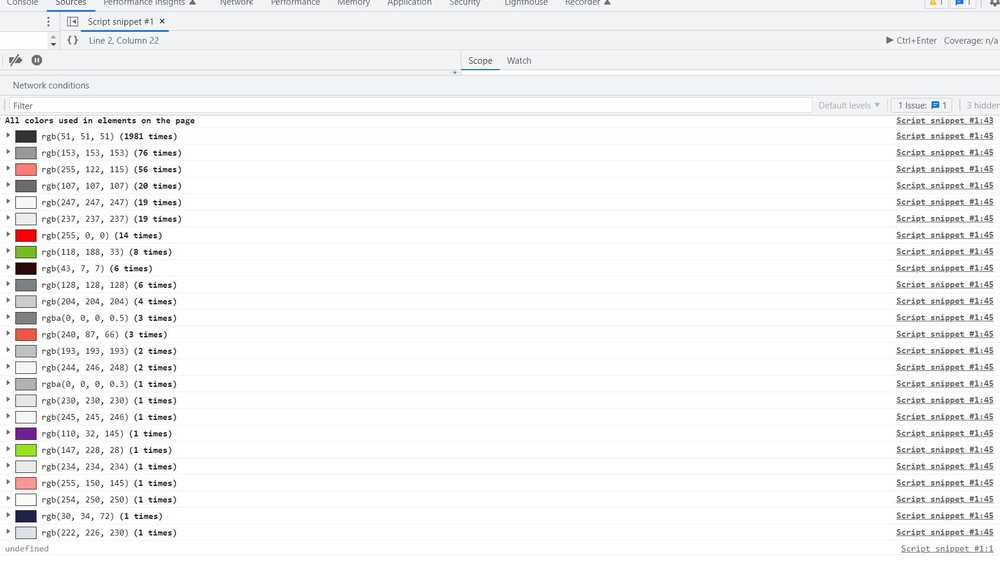 Console Sources Performance insights Network Performance Memory Application Security Lighthouse Recorder 1 1
Script snippet #1 ×
{} Line 2, Column 22 Ctrl+Enter Coverage: n/a
Scope Watch
Network conditions
Filter Default levels 1 Issue: 1 3 hidden
All colors used in elements on the page Script snippet #1:43
rgb(51, 51, 51) (1981 times) Script snippet #1:45
rgb(153, 153, 153) (76 times) Script snippet #1:45
rgb(255, 122, 115) (56 times) Script snippet #1:45
rgb(107, 107, 107) (20 times) Script snippet #1:45
rgb(247, 247, 247) (19 times) Script snippet #1:45
rgb(237, 237, 237) (19 times) Script snippet #1:45
rgb(255, 0, 0) (14 times) Script snippet #1:45
rgb(118, 188, 33) (8 times) Script snippet #1:45
rgb(43, 7, 7) (6 times) Script snippet #1:45
rgb(128, 128, 128) (6 times) Script snippet #1:45
rgb(204, 204, 204) (4 times) Script snippet #1:45
rgba(0, 0, 0, 0.5) (3 times) Script snippet #1:45
rgb(240, 87, 66) (3 times) Script snippet #1:45
rgb(193, 193, 193) (2 times) Script snippet #1:45
rgb(244, 246, 248) (2 times) Script snippet #1:45
rgba(0, 0, 0, 0.3) (1 times) Script snippet #1:45
rgb(230, 230, 230) (1 times) Script snippet #1:45
rgb(245, 245, 246) (1 times) Script snippet #1:45
rgb(110, 32, 145) (1 times) Script snippet #1:45
rgb(147, 228, 28) (1 times) Script snippet #1:45
rgb(234, 234, 234) (1 times) Script snippet #1:45
rgb(255, 150, 145) (1 times) Script snippet #1:45
rgb(254, 250, 250) (1 times) Script snippet #1:45
rgb(30, 34, 72) (1 times) Script snippet #1:45
rgb(222, 226, 230) (1 times) Script snippet #1:45
undefined Script snippet #1:1